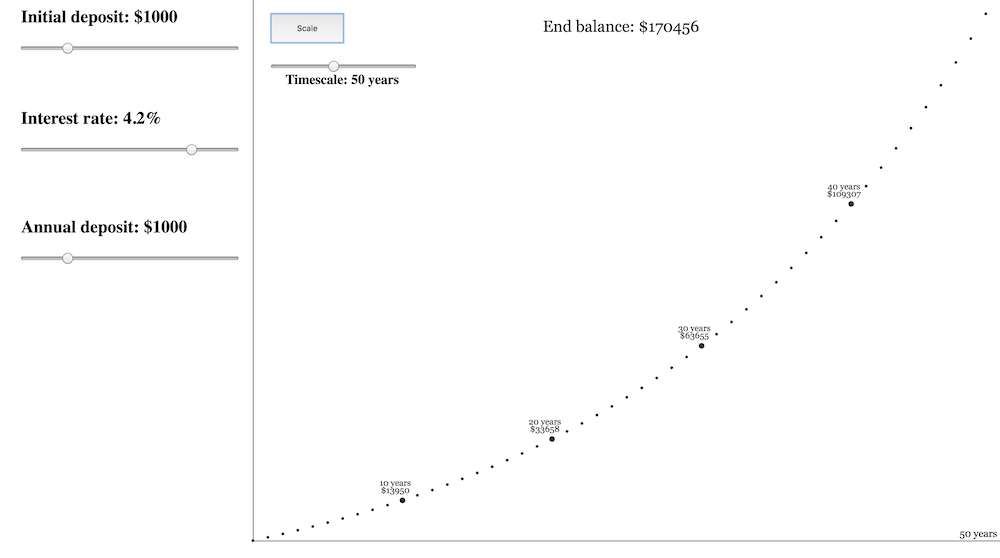 Initial deposit: $1000
Interest rate: 4.2%
Annual deposit: $1000
Scale
Timescale: 50 years
End balance: $170456
10 years
$13950
20 years
$33658
30 years
$63655
40 years
$109307
50 years